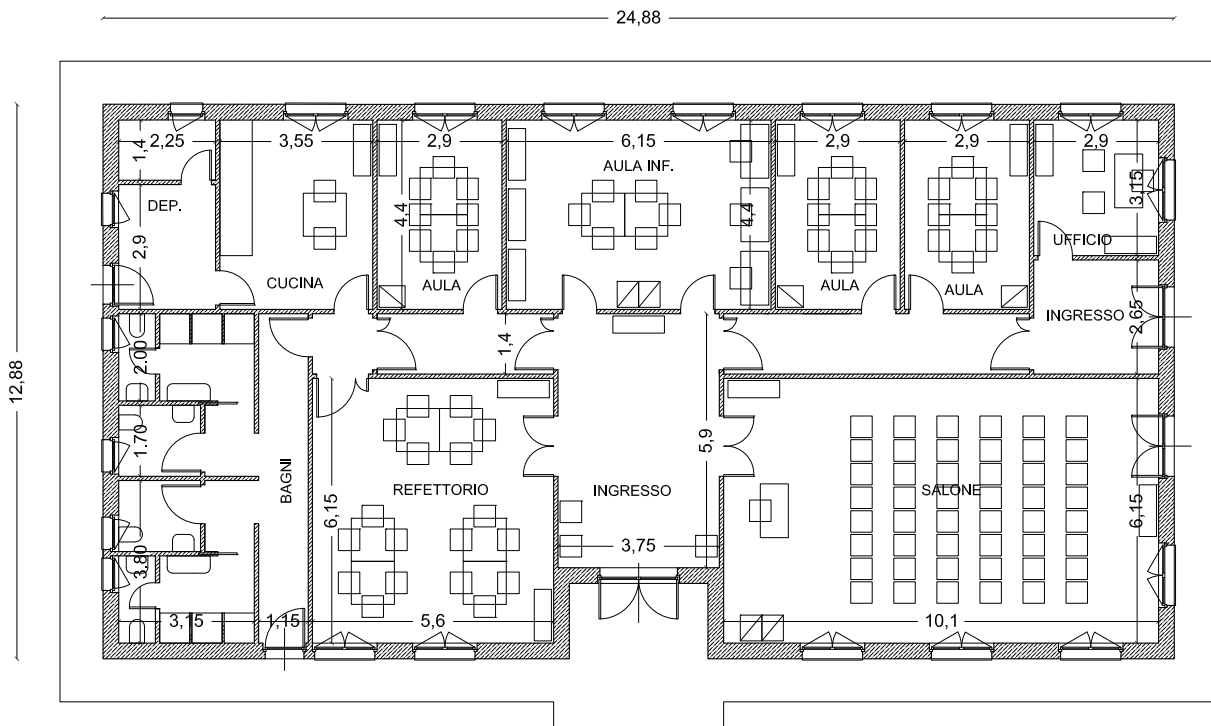 24,88
12,88
2,25
3,55
2,9
6,15
2,9
2,9
2,9
1,4
AULA INF.
3,15
DEP.
4,4
4,4
2,9
UFFICIO
CUCINA
AULA
AULA
AULA
INGRESSO
2,65
2.00
1,4
1.70
5,9
BAGNI
REFETTORIO
INGRESSO
SALONE
6,15
6,15
3.80
3,75
3,15
1,15
5,6
10,1